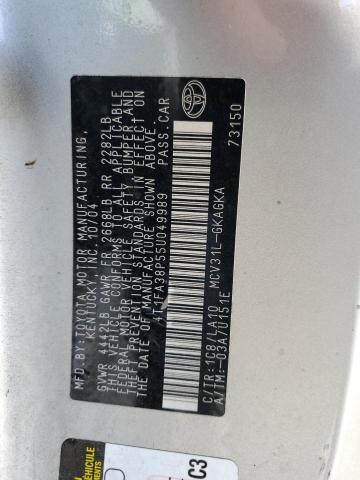 MFD.BY:TOYOTA MOTOR MANUFACTURING,
KENTUCKY, INC. 10/04
GVWR 4442LB GAWR FR 2668LB RR 2282LB
THIS VEHICLE CONFORMS TO ALL APPLICABLE
FEDERAL MOTOR VEHICLE SAFETY, BUMPER AND
THEFT PREVENTION STANDARDS IN EFFECT ON
DATE OF MANUFACTURE SHOWN ABOVE.
4T1FA38P55U049989 PASS.CAR
C/TR:1C8/LA10 MCV31L-GKAGKA
A/TM:-03A/U151E
73150
VEHICULE
C3